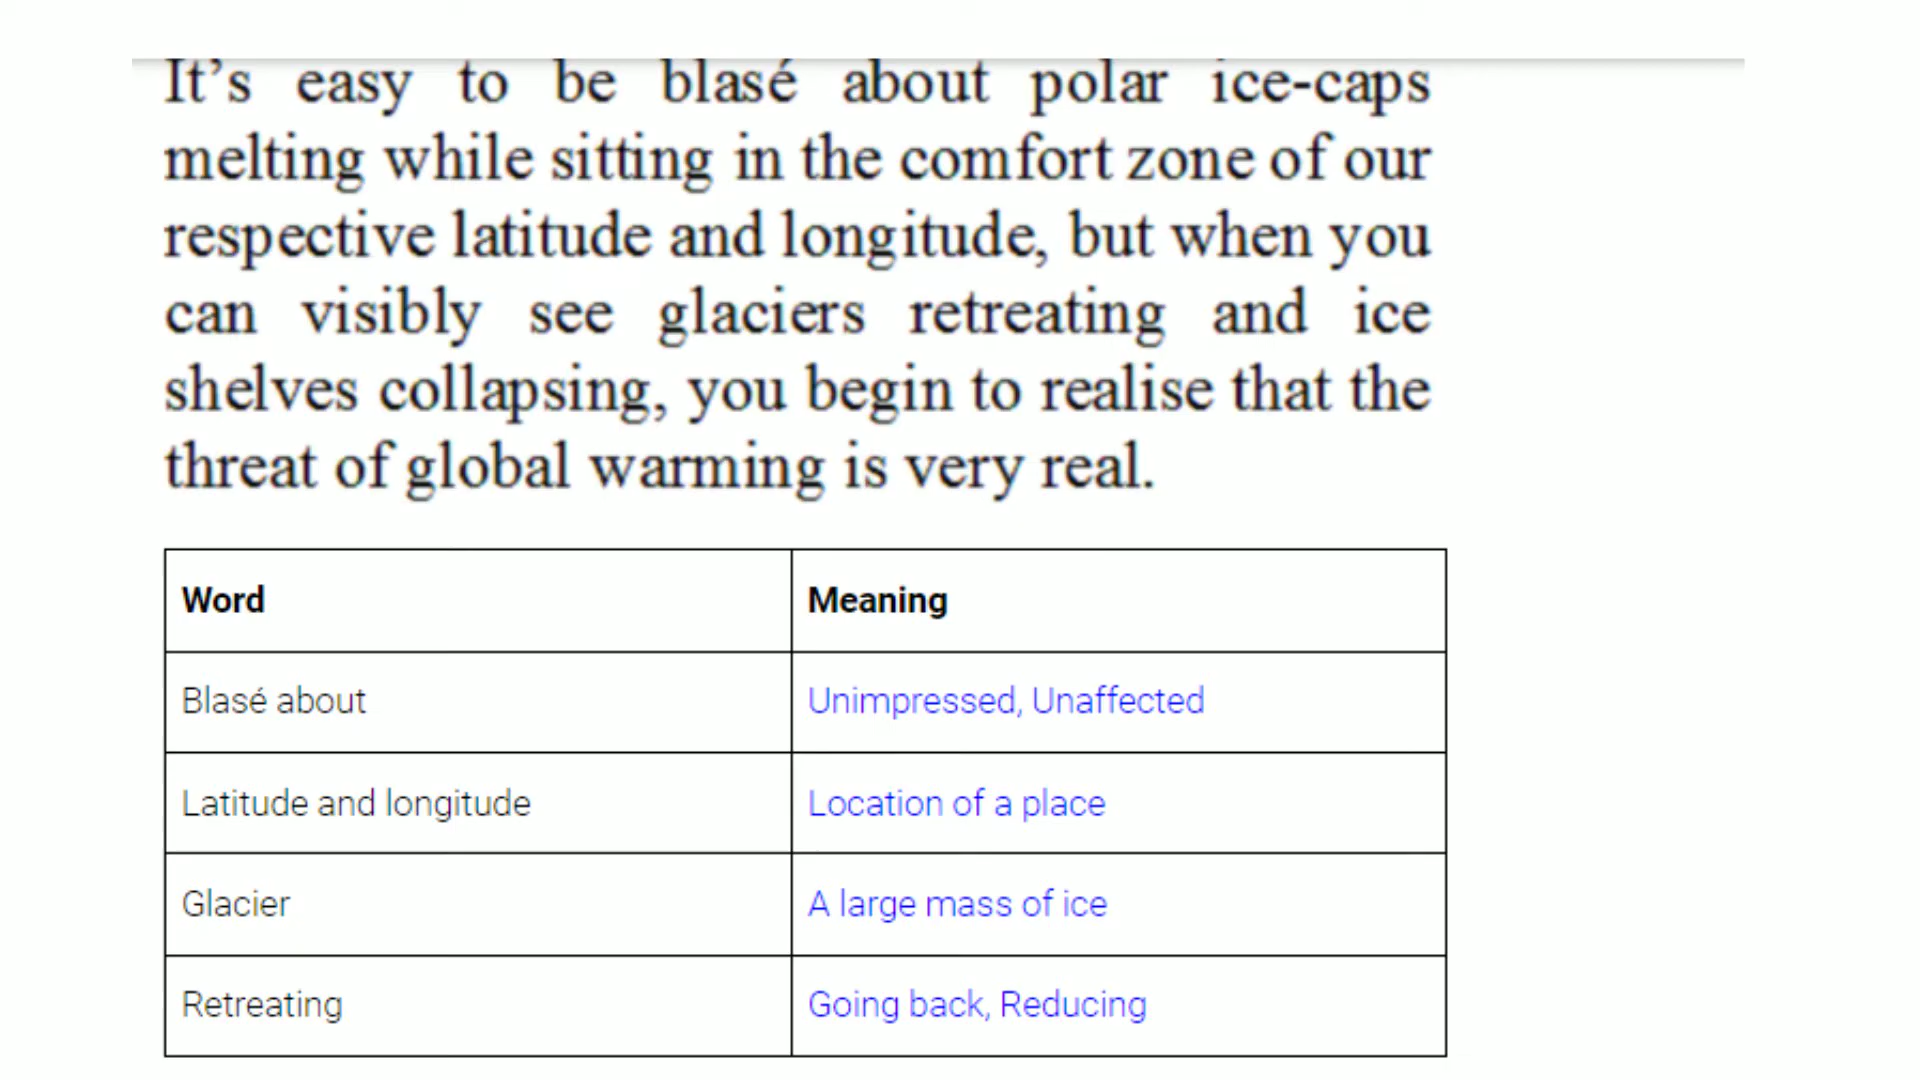 It’s easy to be blasé about polar ice-caps
melting while sitting in the comfort zone of our
respective latitude and longitude, but when you
can visibly see glaciers retreating and ice
shelves collapsing, you begin to realise that the
threat of global warming is very real.
Word Meaning
Blasé about Unimpressed, Unaffected
Latitude and longitude Location of a place
Glacier A large mass of ice
Retreating Going back, Reducing